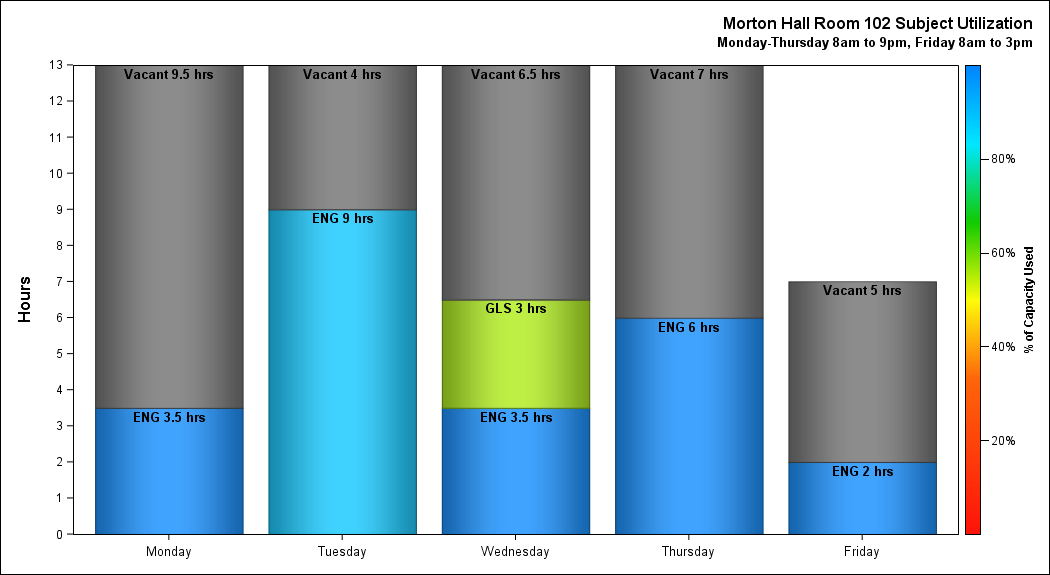 Morton Hall Room 102 Subject Utilization
Monday-Thursday 8am to 9pm, Friday 8am to 3pm
Hours
13
12
11
10
9
8
7
6
5
4
3
2
1
0
Vacant 9.5 hrs
ENG 3.5 hrs
Vacant 4 hrs
ENG 9 hrs
Vacant 6.5 hrs
GLS 3 hrs
ENG 3.5 hrs
Vacant 7 hrs
ENG 6 hrs
Vacant 5 hrs
ENG 2 hrs
Monday
Tuesday
Wednesday
Thursday
Friday
80%
60%
40%
20%
% of Capacity Used